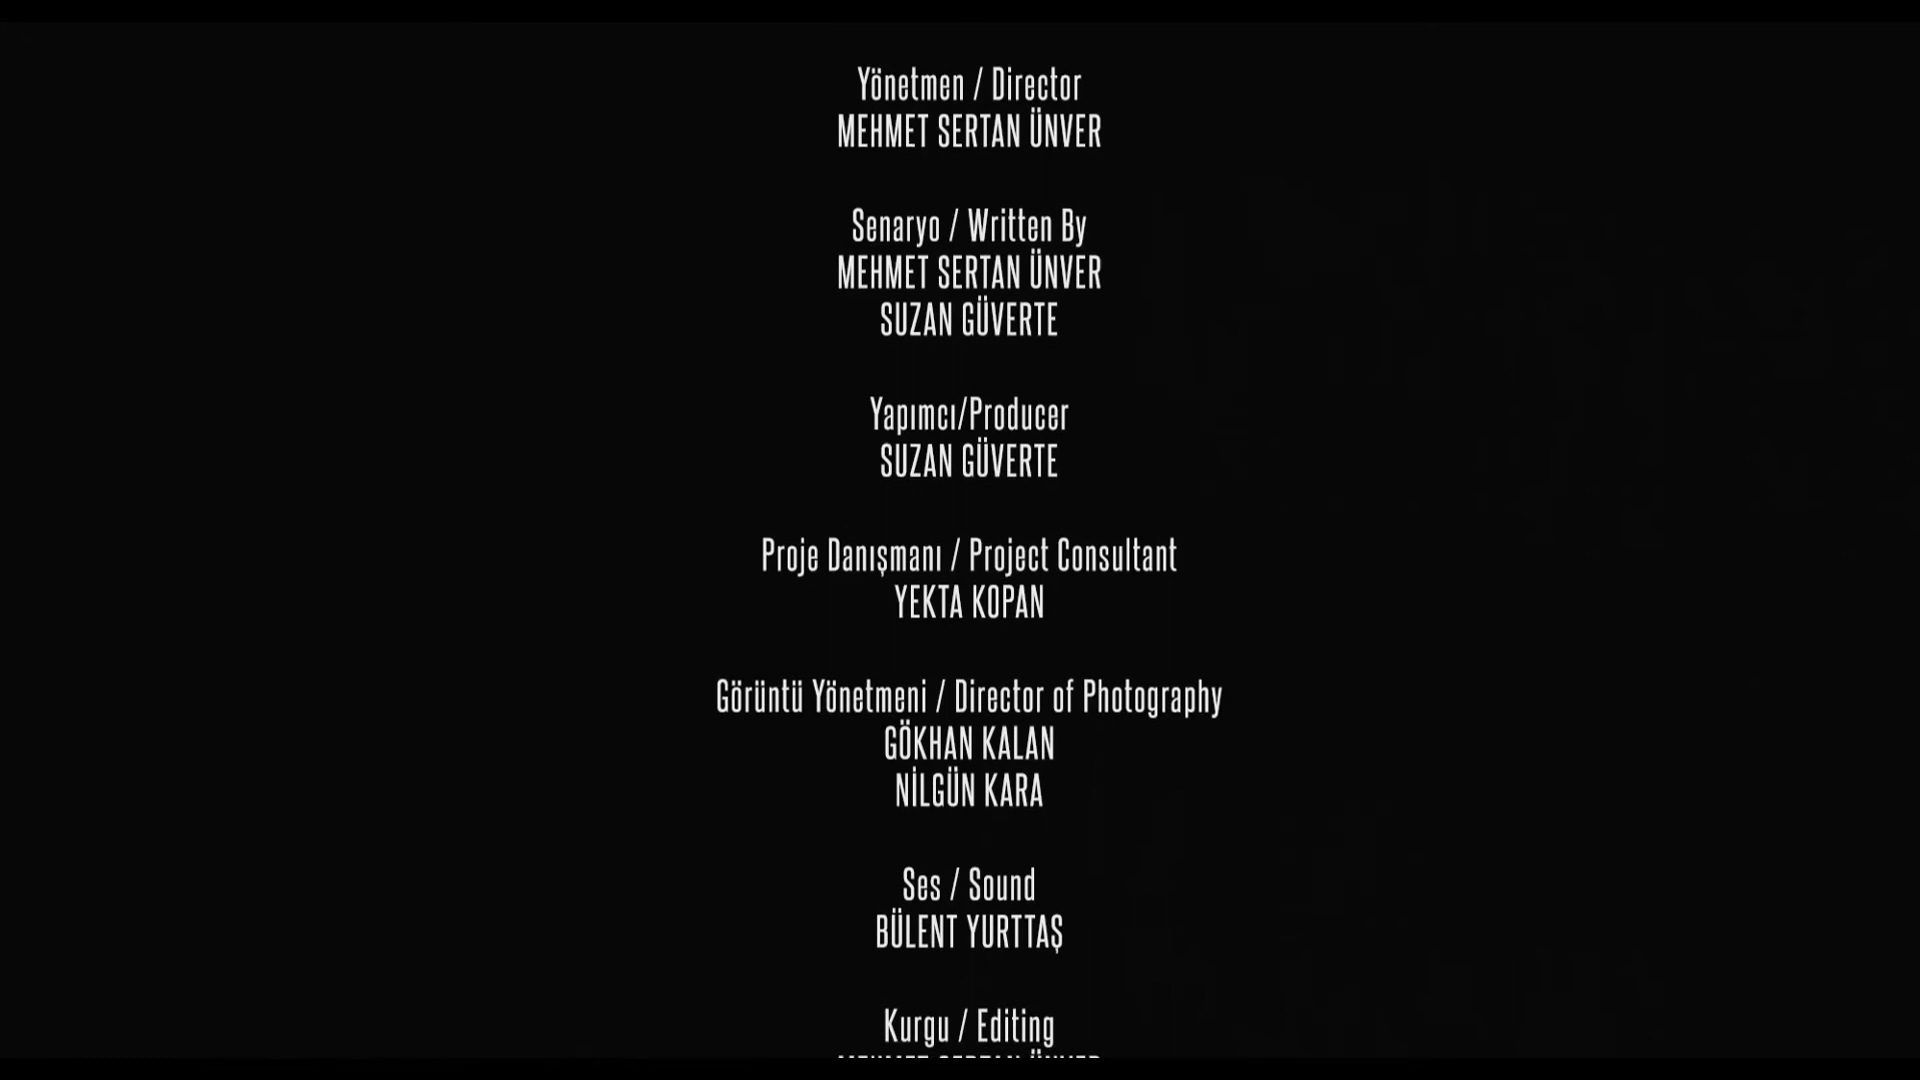 Yönetmen / Director
MEHMET SERTAN ÜNVER
Senaryo / Written By
MEHMET SERTAN ÜNVER
SUZAN GÜVERTE
Yapımcı/Producer
SUZAN GÜVERTE
Proje Danışmanı / Project Consultant
YEKTA KOPAN
Görüntü Yönetmeni / Director of Photography
GÖKHAN KALAN
NİLGÜN KARA
Ses / Sound
BÜLENT YURTTAŞ
Kurgu / Editing